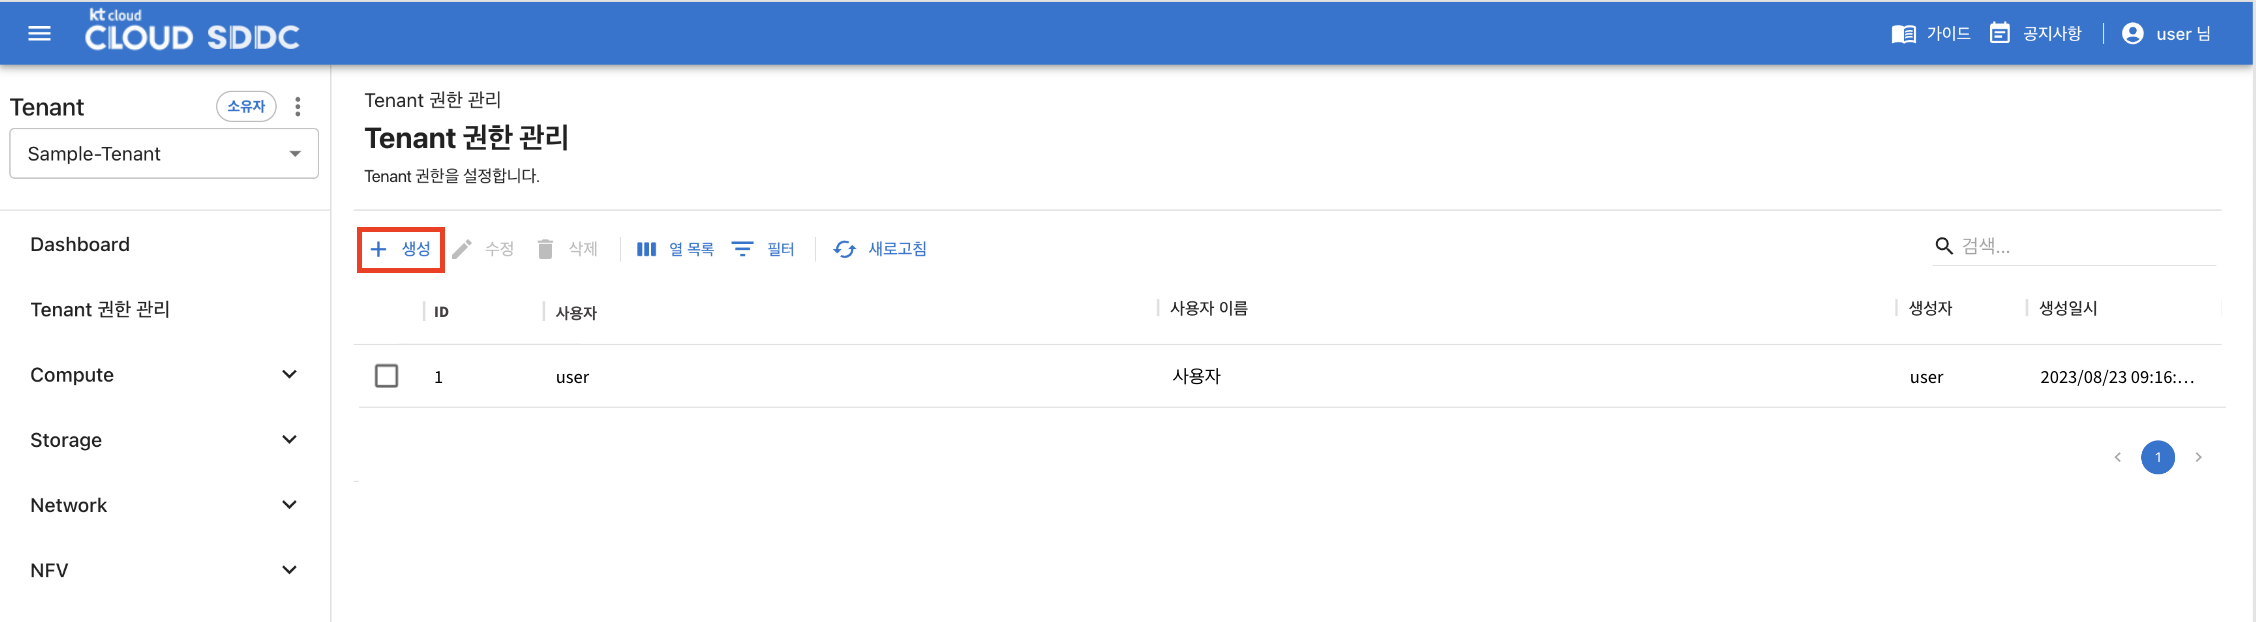 kt cloud
CLOUD SDDC
가이드 공지사항 user 님
Tenant 소유자
Sample-Tenant
Dashboard
Tenant 권한 관리
Compute
Storage
Network
NFV
Tenant 권한 관리
Tenant 권한 관리
Tenant 권한을 설정합니다.
생성 수정 삭제 열 목록 필터 새로고침 검색...
ID 사용자 사용자 이름 생성자 생성일시
1 user 사용자 user 2023/08/23 09:16:...
1